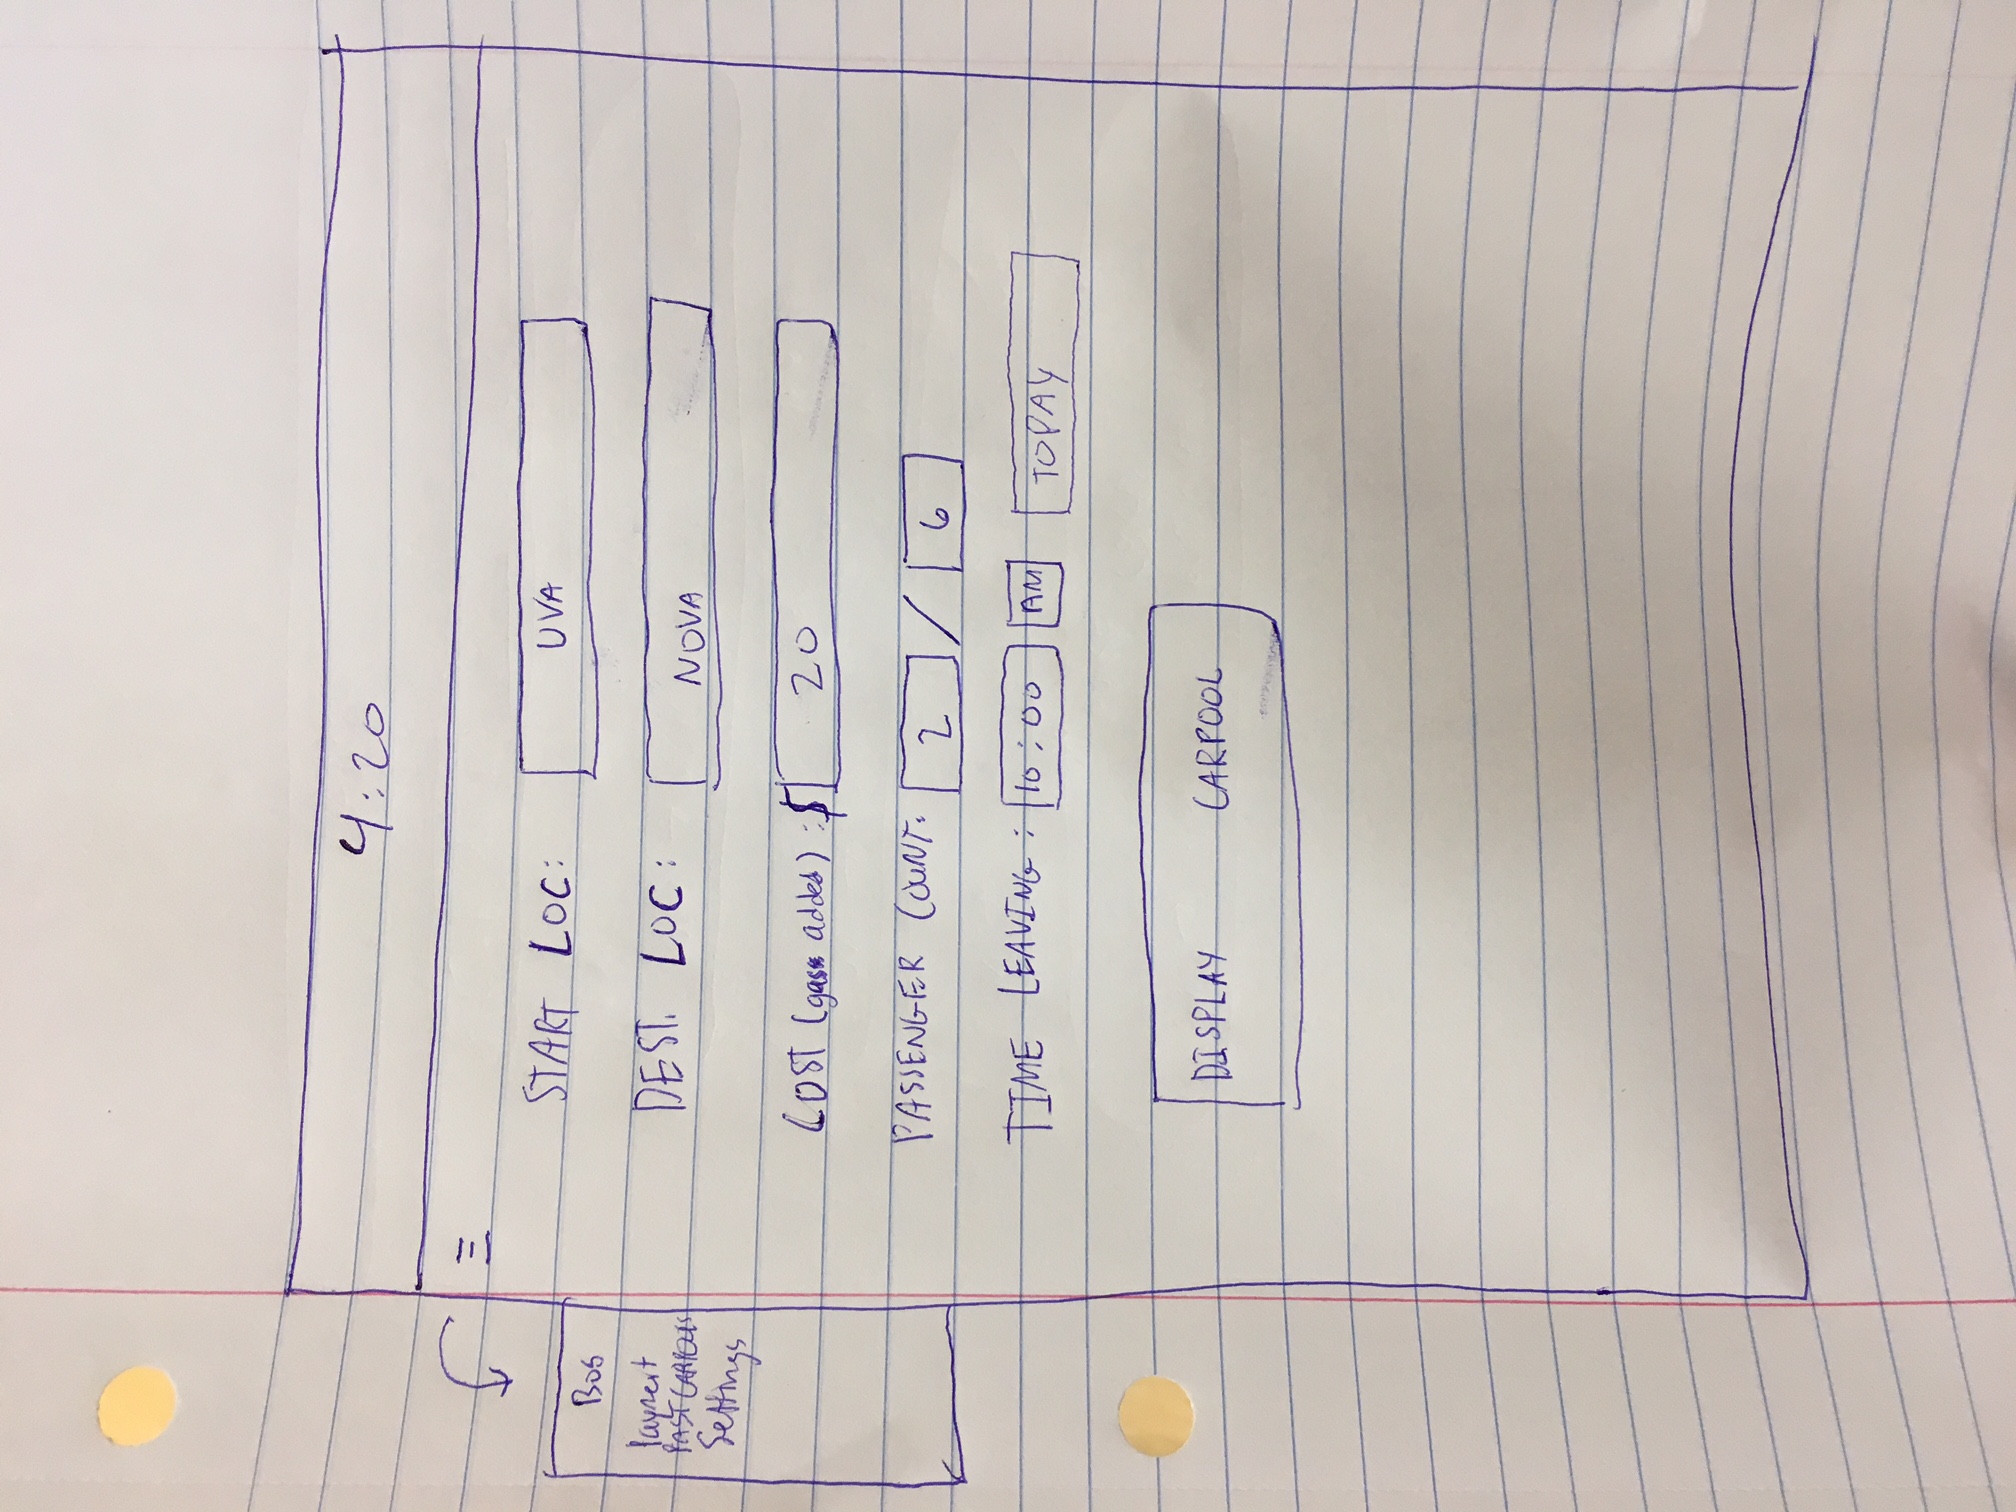 4:20
START LOC: UVA
DEST. LOC: NOVA
COST (gas added) : $ 20
PASSENGER COUNT: 2 / 6
TIME LEAVING: 10:00 AM TODAY
DISPLAY CARPOOL
Bos
Payment
PAST CARPOOLS
Settings